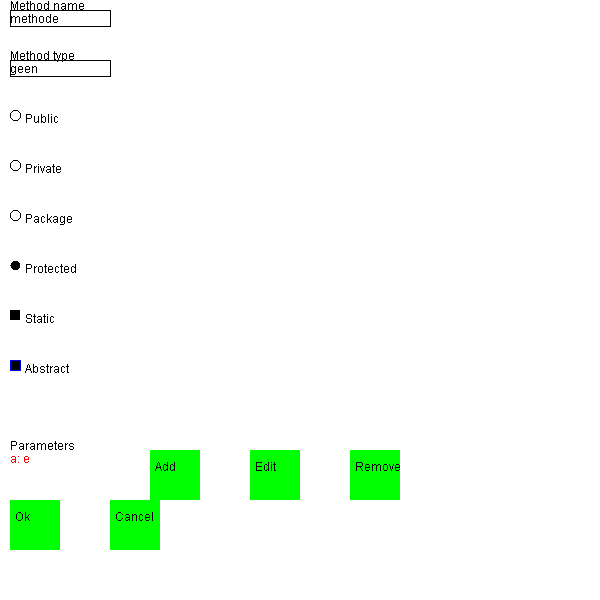 Method name
methode
Method type
geen
Public
Private
Package
Protected
Static
Abstract
Parameters
a: e
Add
Edit
Remove
Ok
Cancel